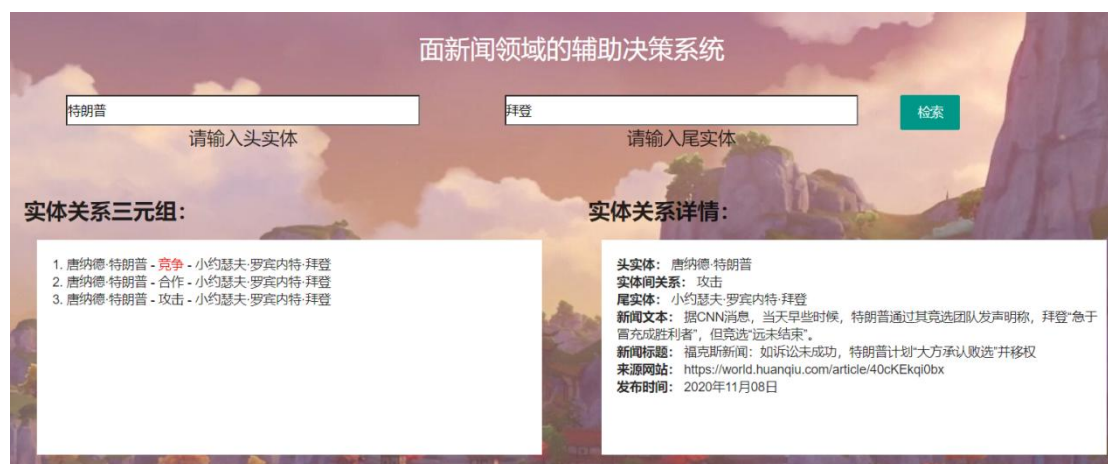 面新闻领域的辅助决策系统
特朗普
拜登
检索
请输入头实体
请输入尾实体
实体关系三元组：
实体关系详情：
1. 唐纳德·特朗普 - 竞争 - 小约瑟夫·罗宾内特·拜登
2. 唐纳德·特朗普 - 合作 - 小约瑟夫·罗宾内特·拜登
3. 唐纳德·特朗普 - 攻击 - 小约瑟夫·罗宾内特·拜登
头实体： 唐纳德·特朗普
实体间关系： 攻击
尾实体： 小约瑟夫·罗宾内特·拜登
新闻文本： 据CNN消息，当天早些时候，特朗普通过其竞选团队发声明称，拜登“急于
冒充成胜利者”，但竞选“远未结束”。
新闻标题： 福克斯新闻：如诉讼未成功，特朗普计划“大方承认败选”并移权
来源网站： https://world.huanqiu.com/article/40cKEkqi0bx
发布时间： 2020年11月08日